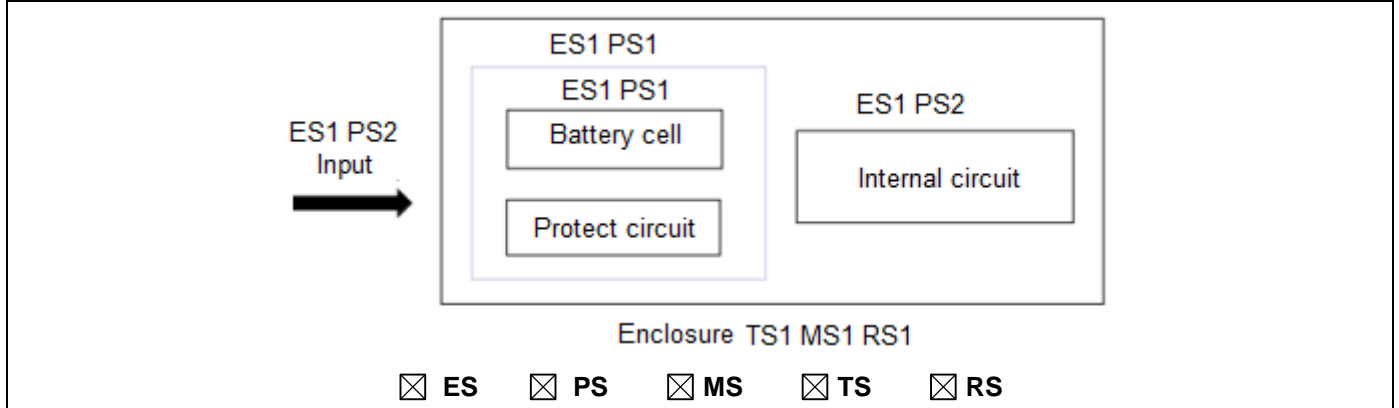 ES1 PS1
ES1 PS1
Battery cell
Protect circuit
ES1 PS2
Input
ES1 PS2
Internal circuit
Enclosure TS1 MS1 RS1
☒ ES ☒ PS ☒ MS ☒ TS ☒ RS